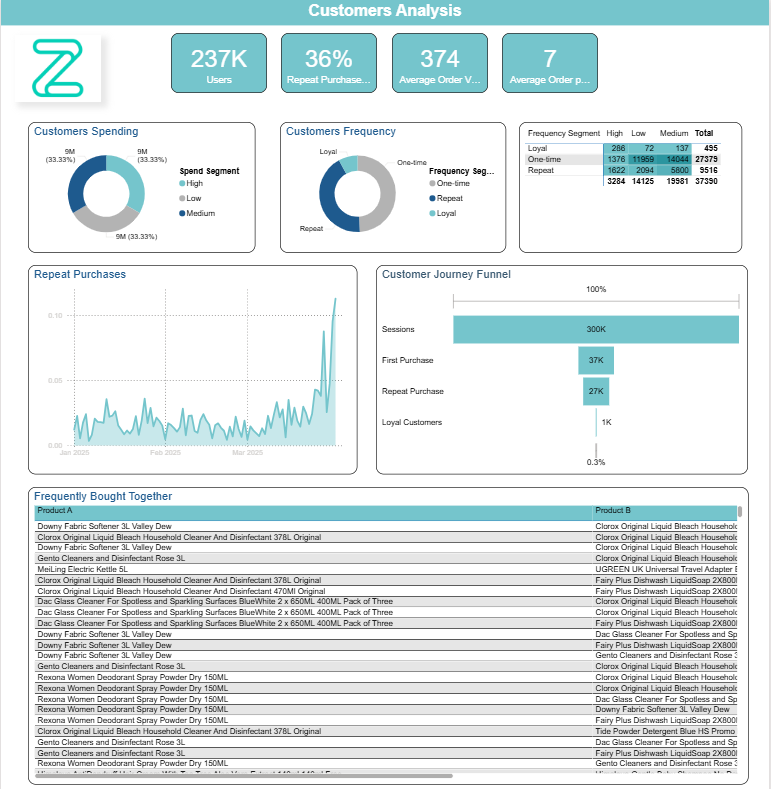 Customers Analysis
237K
Users
36%
Repeat Purchase...
374
Average Order V...
7
Average Order p...
Customers Spending
9M
(33.33%)
9M
(33.33%)
9M (33.33%)
Spend Segment
High
Low
Medium
Customers Frequency
Loyal
One-time
Repeat
Frequency Seg...
One-time
Repeat
Loyal
Frequency Segment High Low Medium Total
Loyal 286 72 137 495
One-time 1376 11959 14044 27379
Repeat 1622 2094 5800 9516
3284 14125 19981 37390
Repeat Purchases
0.10
0.05
0.00
Jan 2025 Feb 2025 Mar 2025
Customer Journey Funnel
100%
Sessions 300K
First Purchase 37K
Repeat Purchase 27K
Loyal Customers 1K
0.3%
Frequently Bought Together
Product A Product B
Downy Fabric Softener 3L Valley Dew Clorox Original Liquid Bleach Househol
Clorox Original Liquid Bleach Household Cleaner And Disinfectant 378L Original Clorox Original Liquid Bleach Househol
Downy Fabric Softener 3L Valley Dew Clorox Original Liquid Bleach Househol
Gento Cleaners and Disinfectant Rose 3L Clorox Original Liquid Bleach Househol
MeiLing Electric Kettle 5L UGREEN UK Universal Travel Adapter
Clorox Original Liquid Bleach Household Cleaner And Disinfectant 378L Original Fairy Plus Dishwash LiquidSoap 2X800
Clorox Original Liquid Bleach Household Cleaner And Disinfectant 470Ml Original Fairy Plus Dishwash LiquidSoap 2X800
Dac Glass Cleaner For Spotless and Sparkling Surfaces BlueWhite 2 x 650ML 400ML Pack of Three Clorox Original Liquid Bleach Househol
Dac Glass Cleaner For Spotless and Sparkling Surfaces BlueWhite 2 x 650ML 400ML Pack of Three Clorox Original Liquid Bleach Househol
Dac Glass Cleaner For Spotless and Sparkling Surfaces BlueWhite 2 x 650ML 400ML Pack of Three Fairy Plus Dishwash LiquidSoap 2X800
Downy Fabric Softener 3L Valley Dew Dac Glass Cleaner For Spotless and Sp
Downy Fabric Softener 3L Valley Dew Fairy Plus Dishwash LiquidSoap 2X800
Downy Fabric Softener 3L Valley Dew Gento Cleaners and Disinfectant Rose 3
Gento Cleaners and Disinfectant Rose 3L Clorox Original Liquid Bleach Househol
Rexona Women Deodorant Spray Powder Dry 150ML Clorox Original Liquid Bleach Househol
Rexona Women Deodorant Spray Powder Dry 150ML Clorox Original Liquid Bleach Househol
Rexona Women Deodorant Spray Powder Dry 150ML Dac Glass Cleaner For Spotless and Sp
Rexona Women Deodorant Spray Powder Dry 150ML Downy Fabric Softener 3L Valley Dew
Rexona Women Deodorant Spray Powder Dry 150ML Fairy Plus Dishwash LiquidSoap 2X800
Clorox Original Liquid Bleach Household Cleaner And Disinfectant 378L Original Tide Powder Detergent Blue HS Promo
Gento Cleaners and Disinfectant Rose 3L Dac Glass Cleaner For Spotless and Sp
Gento Cleaners and Disinfectant Rose 3L Fairy Plus Dishwash LiquidSoap 2X800
Rexona Women Deodorant Spray Powder Dry 150ML Gento Cleaners and Disinfectant Rose 3